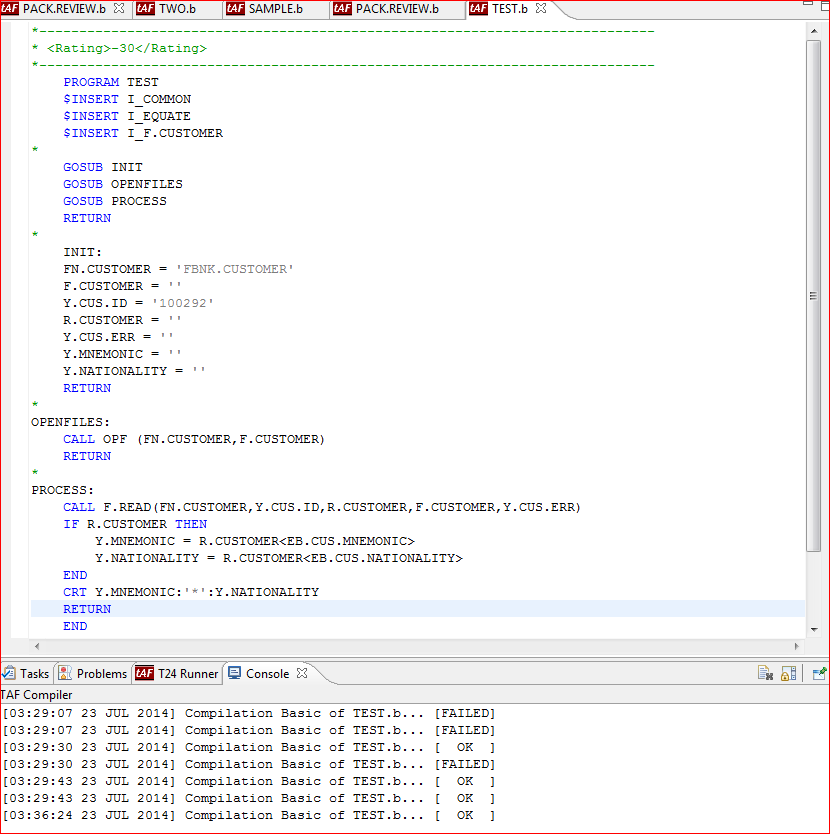 taf PACK.REVIEW.b taf TWO.b taf SAMPLE.b taf PACK.REVIEW.b taf TEST.b
*-----------------------------------------------------------------------------
* <Rating>-30</Rating>
*-----------------------------------------------------------------------------
PROGRAM TEST
$INSERT I_COMMON
$INSERT I_EQUATE
$INSERT I_F.CUSTOMER
*
GOSUB INIT
GOSUB OPENFILES
GOSUB PROCESS
RETURN
*
INIT:
FN.CUSTOMER = 'FBNK.CUSTOMER'
F.CUSTOMER = ''
Y.CUS.ID = '100292'
R.CUSTOMER = ''
Y.CUS.ERR = ''
Y.MNEMONIC = ''
Y.NATIONALITY = ''
RETURN
*
OPENFILES:
CALL OPF (FN.CUSTOMER,F.CUSTOMER)
RETURN
*
PROCESS:
CALL F.READ(FN.CUSTOMER,Y.CUS.ID,R.CUSTOMER,F.CUSTOMER,Y.CUS.ERR)
IF R.CUSTOMER THEN
Y.MNEMONIC = R.CUSTOMER<EB.CUS.MNEMONIC>
Y.NATIONALITY = R.CUSTOMER<EB.CUS.NATIONALITY>
END
CRT Y.MNEMONIC:'*':Y.NATIONALITY
RETURN
END
Tasks Problems taf T24 Runner Console
TAF Compiler
[03:29:07 23 JUL 2014] Compilation Basic of TEST.b... [FAILED]
[03:29:07 23 JUL 2014] Compilation Basic of TEST.b... [FAILED]
[03:29:30 23 JUL 2014] Compilation Basic of TEST.b... [  OK  ]
[03:29:30 23 JUL 2014] Compilation Basic of TEST.b... [FAILED]
[03:29:43 23 JUL 2014] Compilation Basic of TEST.b... [  OK  ]
[03:29:43 23 JUL 2014] Compilation Basic of TEST.b... [  OK  ]
[03:36:24 23 JUL 2014] Compilation Basic of TEST.b... [  OK  ]